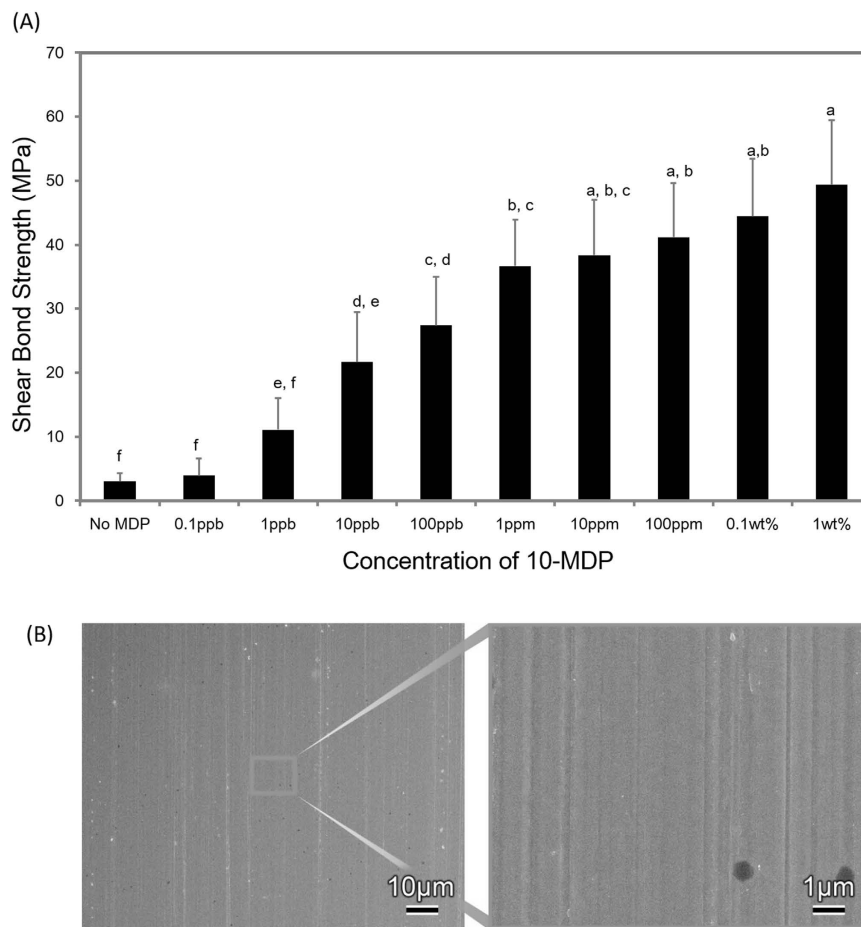 (A)
Shear Bond Strength (MPa)
70
60
50
40
30
20
10
0
f
f
e, f
d, e
c, d
b, c
a, b, c
a, b
a,b
a
No MDP 0.1ppb 1ppb 10ppb 100ppb 1ppm 10ppm 100ppm 0.1wt% 1wt%
Concentration of 10-MDP
(B)
10μm
1μm